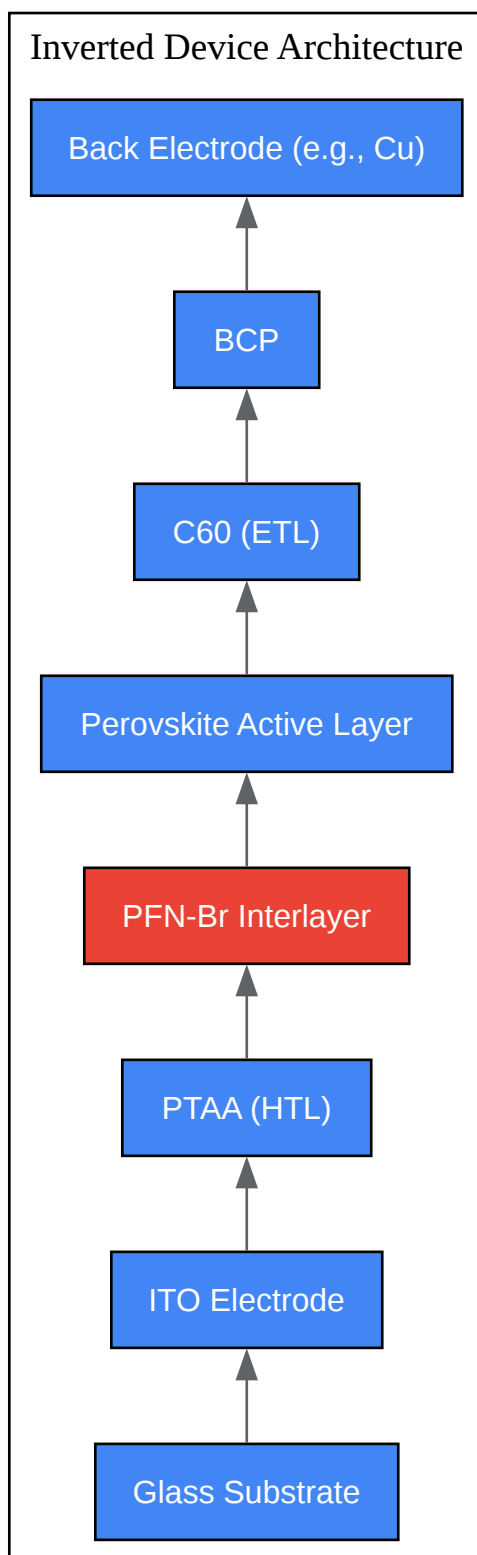 Inverted Device Architecture
Back Electrode (e.g., Cu)
BCP
C60 (ETL)
Perovskite Active Layer
PFN-Br Interlayer
PTAA (HTL)
ITO Electrode
Glass Substrate